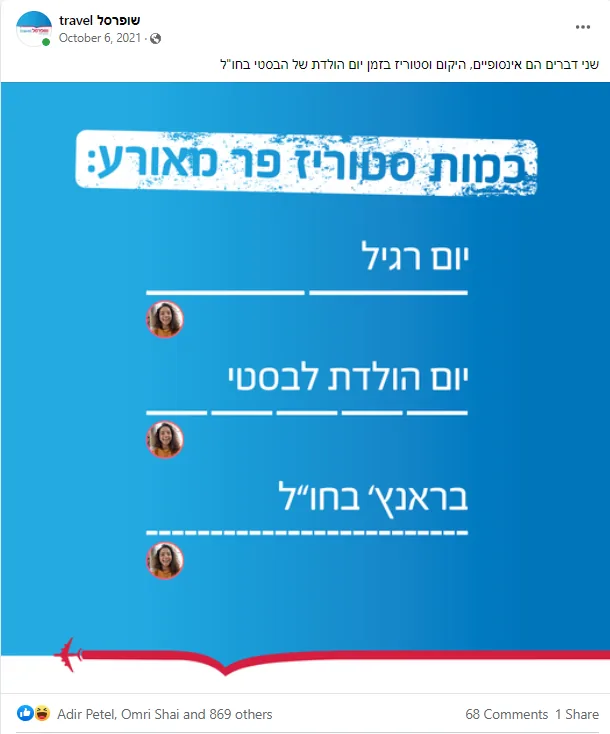 שופרסל travel
October 6, 2021
שני דברים הם אינסופיים, היקום וסטוריז בזמן יום הולדת של הבסטי בחו"ל
כמות סטוריז פר מאורע:
יום רגיל
יום הולדת לבסטי
בראנץ' בחו"ל
Adir Petel, Omri Shai and 869 others
68 Comments 1 Share